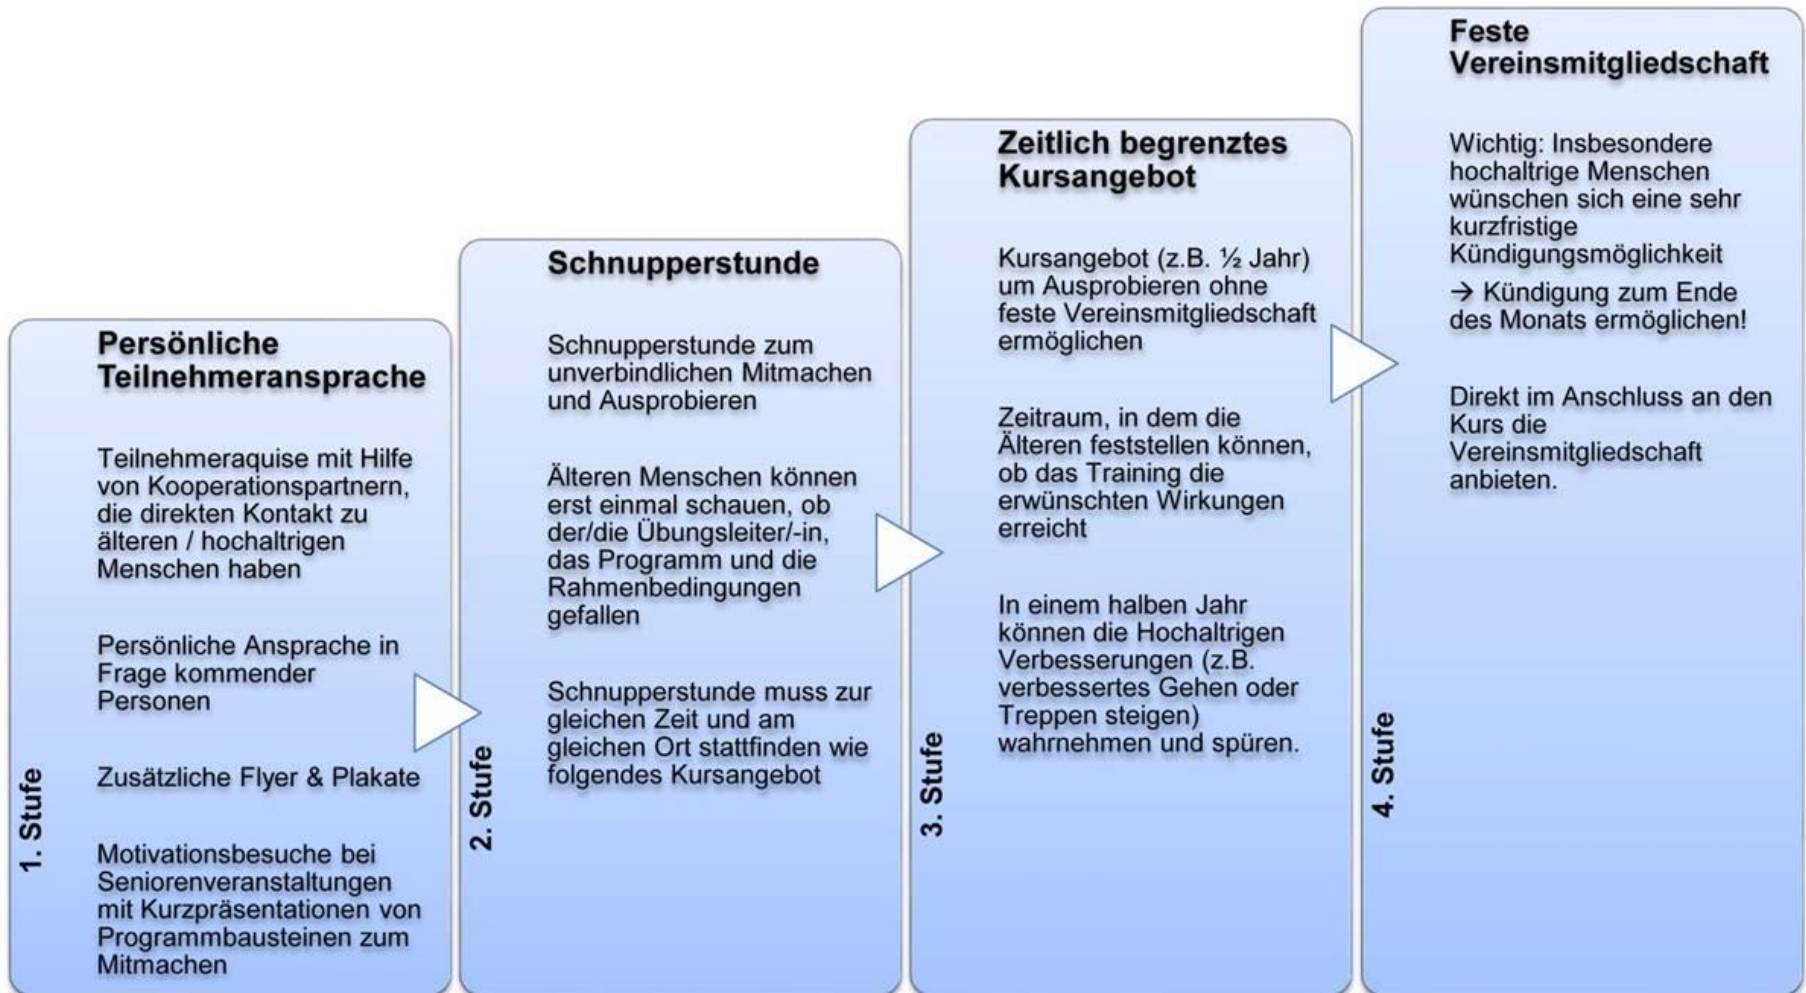 1. Stufe
Persönliche
Teilnehmeransprache
Teilnehmeraquise mit Hilfe
von Kooperationspartnern,
die direkten Kontakt zu
älteren / hochaltrigen
Menschen haben
Persönliche Ansprache in
Frage kommender
Personen
Zusätzliche Flyer & Plakate
Motivationsbesuche bei
Seniorenveranstaltungen
mit Kurzpräsentationen von
Programmbausteinen zum
Mitmachen
2. Stufe
Schnupperstunde
Schnupperstunde zum
unverbindlichen Mitmachen
und Ausprobieren
Älteren Menschen können
erst einmal schauen, ob
der/die Übungsleiter/-in,
das Programm und die
Rahmenbedingungen
gefallen
Schnupperstunde muss zur
gleichen Zeit und am
gleichen Ort stattfinden wie
folgendes Kursangebot
3. Stufe
Zeitlich begrenztes
Kursangebot
Kursangebot (z.B. ½ Jahr)
um Ausprobieren ohne
feste Vereinsmitgliedschaft
ermöglichen
Zeitraum, in dem die
Älteren feststellen können,
ob das Training die
erwünschten Wirkungen
erreicht
In einem halben Jahr
können die Hochaltrigen
Verbesserungen (z.B.
verbessertes Gehen oder
Treppen steigen)
wahrnehmen und spüren.
4. Stufe
Feste
Vereinsmitgliedschaft
Wichtig: Insbesondere
hochaltrige Menschen
wünschen sich eine sehr
kurzfristige
Kündigungsmöglichkeit
→ Kündigung zum Ende
des Monats ermöglichen!
Direkt im Anschluss an den
Kurs die
Vereinsmitgliedschaft
anbieten.